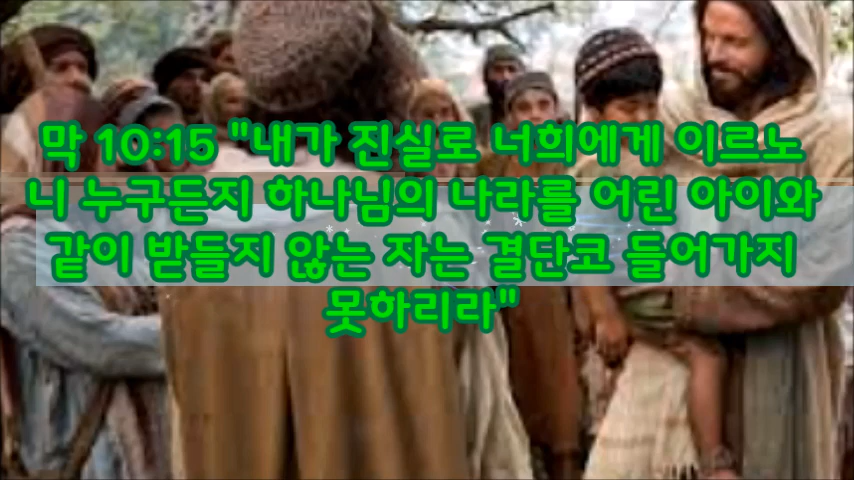 막 10:15 "내가 진실로 너희에게 이르노
니 누구든지 하나님의 나라를 어린 아이와
같이 받들지 않는 자는 결단코 들어가지
못하리라"